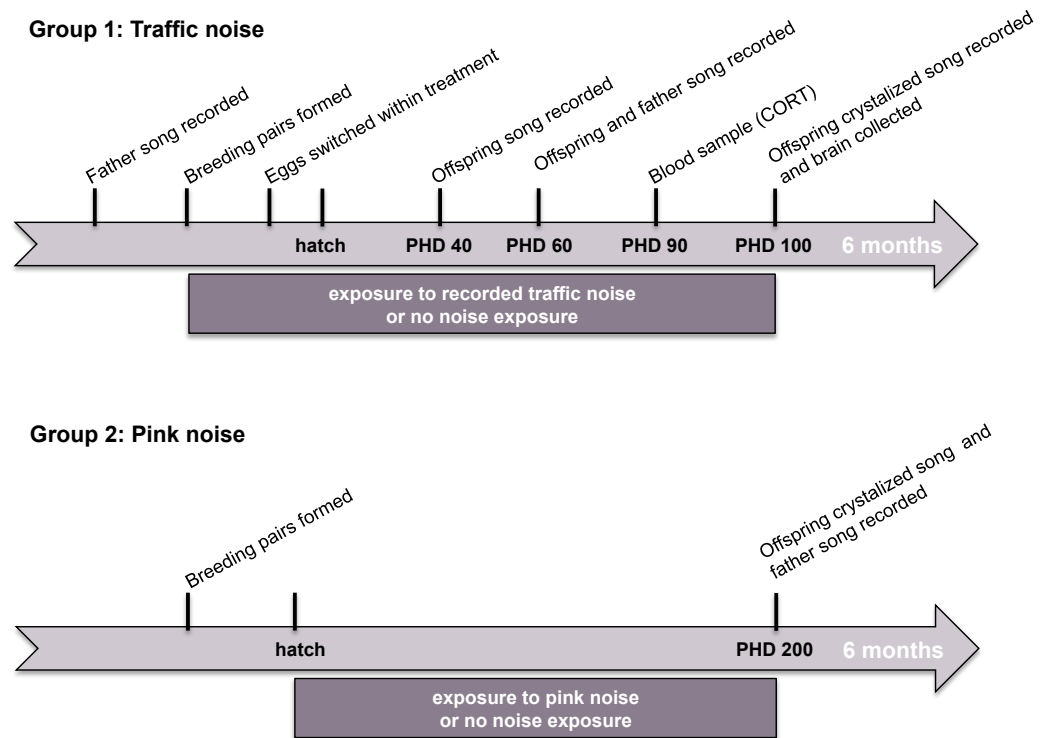 Group 1: Traffic noise
Father song recorded
Breeding pairs formed
Eggs switched within treatment
Offspring song recorded
Offspring and father song recorded
Blood sample (CORT)
Offspring crystalized song recorded
and brain collected
hatch
PHD 40
PHD 60
PHD 90
PHD 100
6 months
exposure to recorded traffic noise
or no noise exposure
Group 2: Pink noise
Breeding pairs formed
Offspring crystalized song and
father song recorded
hatch
PHD 200
6 months
exposure to pink noise
or no noise exposure